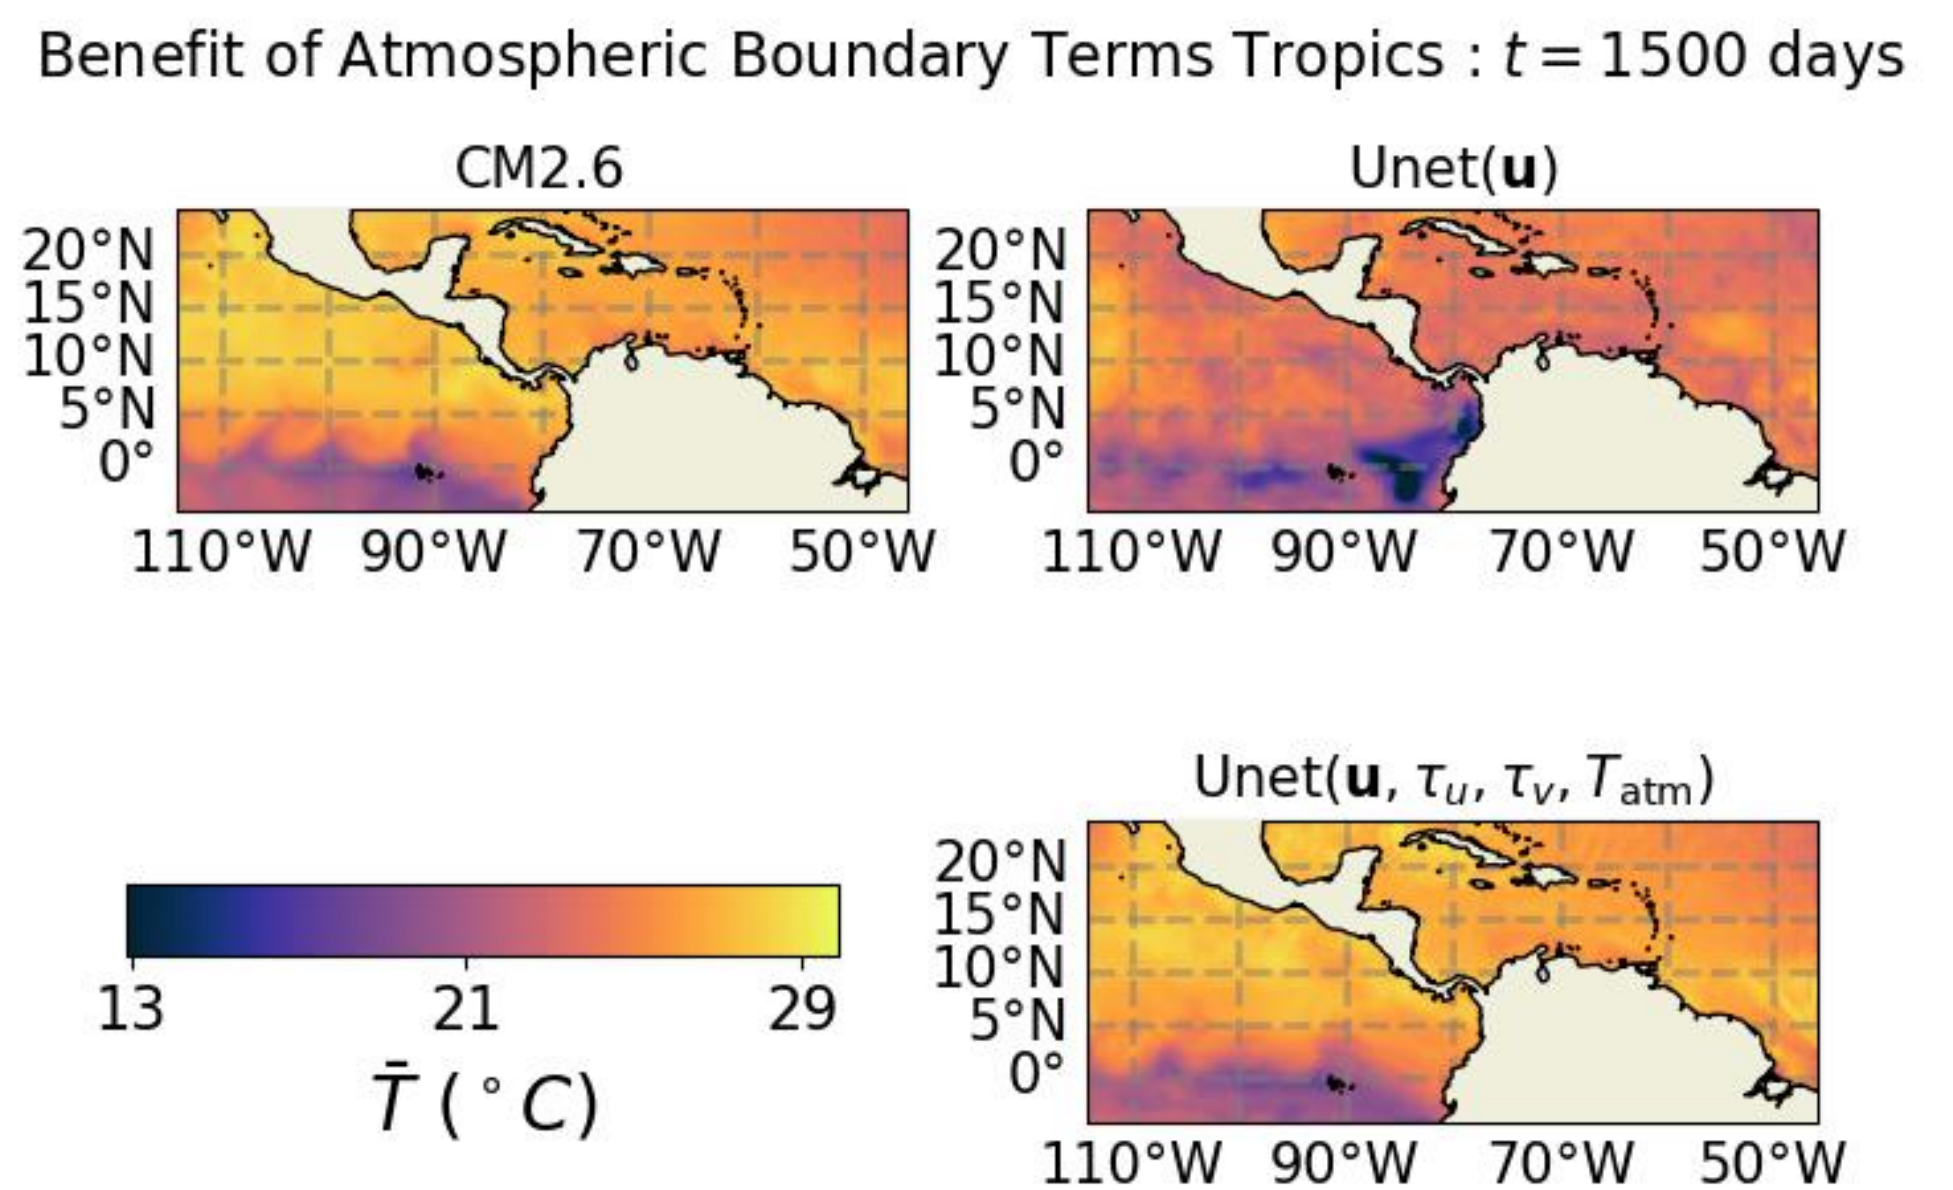 Benefit of Atmospheric Boundary Terms Tropics : t = 1500 days
CM2.6
20°N
15°N
10°N
5°N
0°
110°W 90°W 70°W 50°W
Unet(u)
20°N
15°N
10°N
5°N
0°
110°W 90°W 70°W 50°W
13 21 29
T̄ (°C)
Unet(u, τu, τv, Tatm)
20°N
15°N
10°N
5°N
0°
110°W 90°W 70°W 50°W